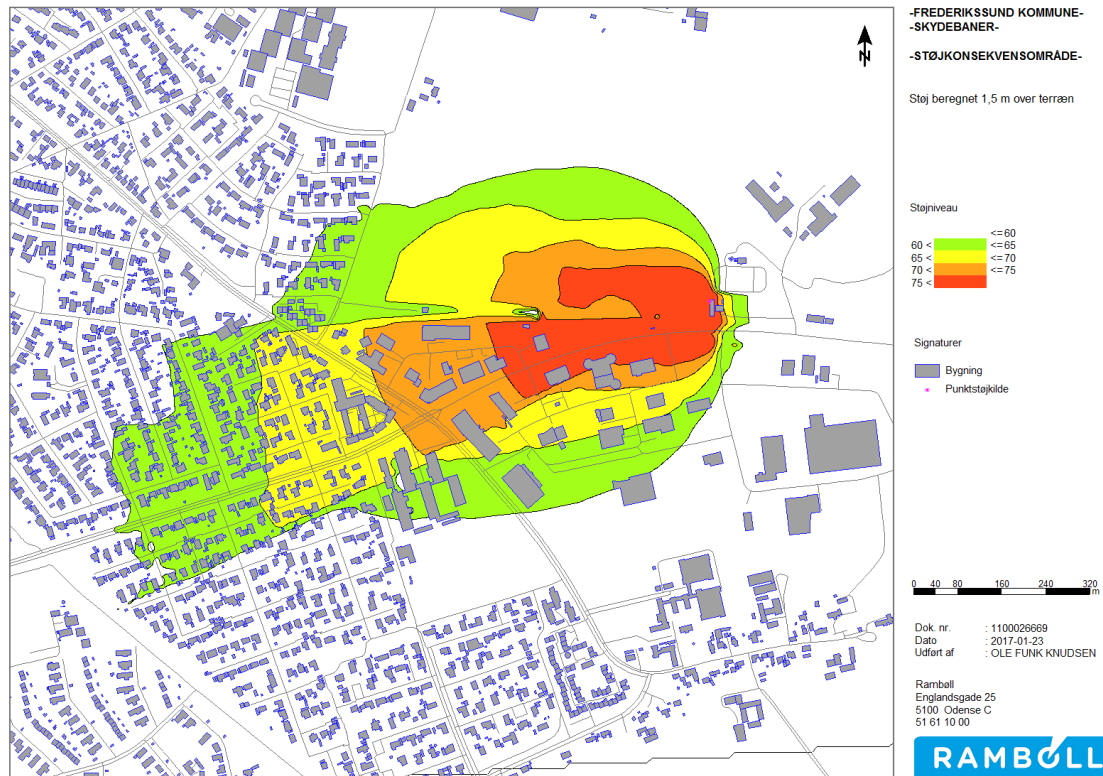 -FREDERIKSSUND KOMMUNE-
-SKYDEBANER-
-STØJKONSEKVENSOMRÅDE-
N
Støj beregnet 1,5 m over terræn
Støjniveau
<=60
60 < <=65
65 < <=70
70 < <=75
75 <
Signaturer
Bygning
Punktstøjkilde
0 40 80 160 240 320
m
Dok. nr. : 1100026669
Dato : 2017-01-23
Udført af : OLE FUNK KNUDSEN
Rambøll
Englandsgade 25
5100 Odense C
51 61 10 00
RAMBØLL